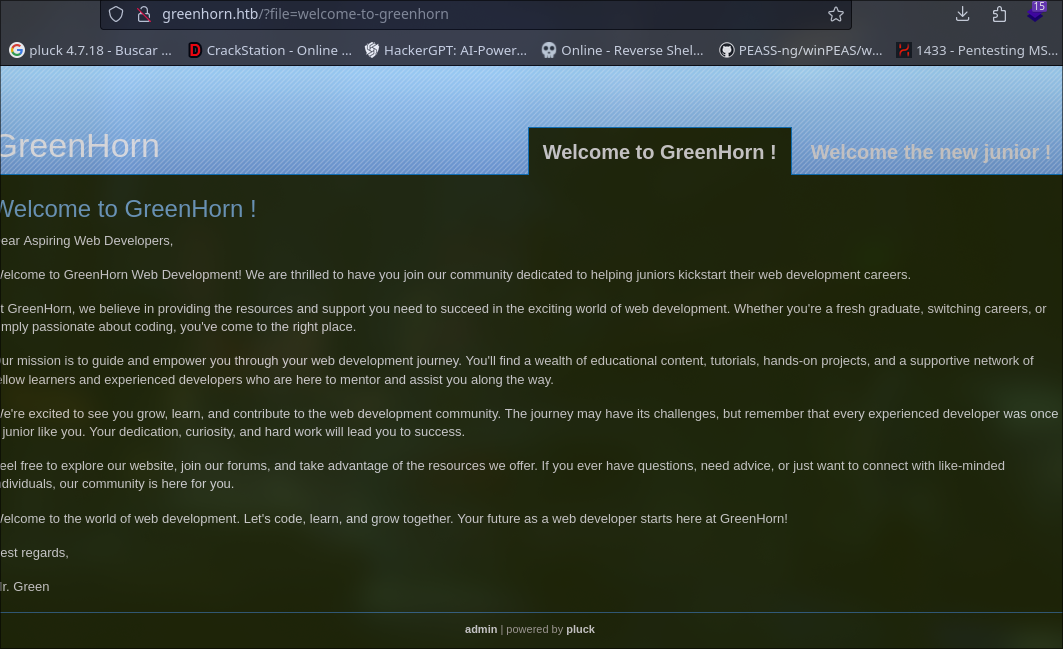 15
greenhorn.htb/?file=welcome-to-greenhorn
pluck 4.7.18 - Buscar ... CrackStation - Online ... HackerGPT: AI-Power... Online - Reverse Shel... PEASS-ng/winPEAS/w... 1433 - Pentesting MS...
GreenHorn
Welcome to GreenHorn ! Welcome the new junior !
Welcome to GreenHorn !
ear Aspiring Web Developers,
elcome to GreenHorn Web Development! We are thrilled to have you join our community dedicated to helping juniors kickstart their web development careers.
t GreenHorn, we believe in providing the resources and support you need to succeed in the exciting world of web development. Whether you're a fresh graduate, switching careers, or
mply passionate about coding, you've come to the right place.
ur mission is to guide and empower you through your web development journey. You'll find a wealth of educational content, tutorials, hands-on projects, and a supportive network of
llow learners and experienced developers who are here to mentor and assist you along the way.
e're excited to see you grow, learn, and contribute to the web development community. The journey may have its challenges, but remember that every experienced developer was once
junior like you. Your dedication, curiosity, and hard work will lead you to success.
eel free to explore our website, join our forums, and take advantage of the resources we offer. If you ever have questions, need advice, or just want to connect with like-minded
dividuals, our community is here for you.
elcome to the world of web development. Let's code, learn, and grow together. Your future as a web developer starts here at GreenHorn!
est regards,
r. Green
admin | powered by pluck